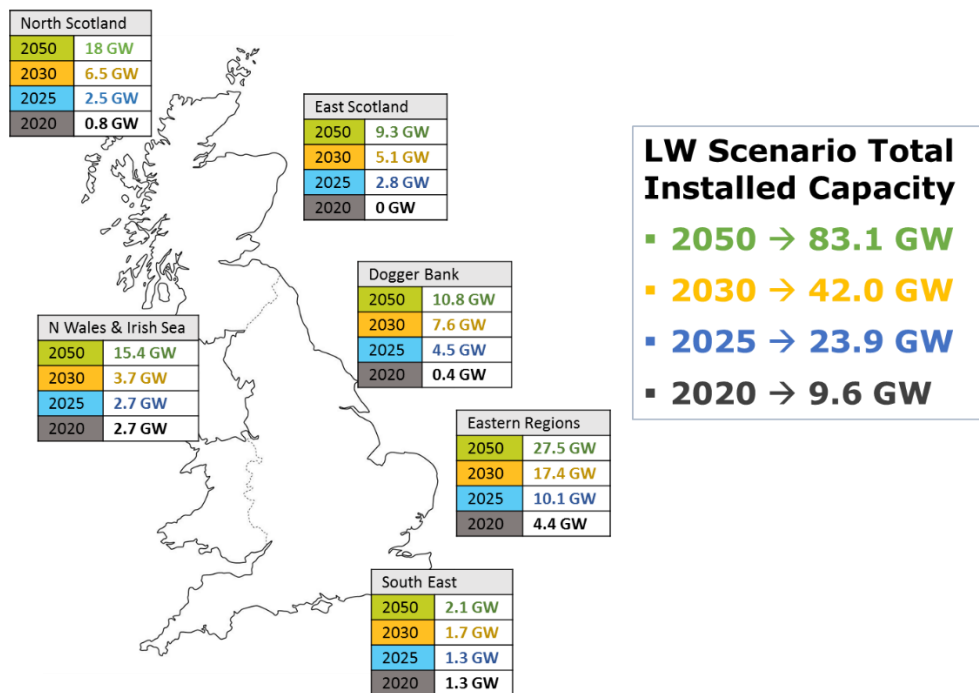 North Scotland
2050 18 GW
2030 6.5 GW
2025 2.5 GW
2020 0.8 GW
East Scotland
2050 9.3 GW
2030 5.1 GW
2025 2.8 GW
2020 0 GW
Dogger Bank
2050 10.8 GW
2030 7.6 GW
2025 4.5 GW
2020 0.4 GW
N Wales & Irish Sea
2050 15.4 GW
2030 3.7 GW
2025 2.7 GW
2020 2.7 GW
Eastern Regions
2050 27.5 GW
2030 17.4 GW
2025 10.1 GW
2020 4.4 GW
South East
2050 2.1 GW
2030 1.7 GW
2025 1.3 GW
2020 1.3 GW
LW Scenario Total
Installed Capacity
▪ 2050 → 83.1 GW
▪ 2030 → 42.0 GW
▪ 2025 → 23.9 GW
▪ 2020 → 9.6 GW